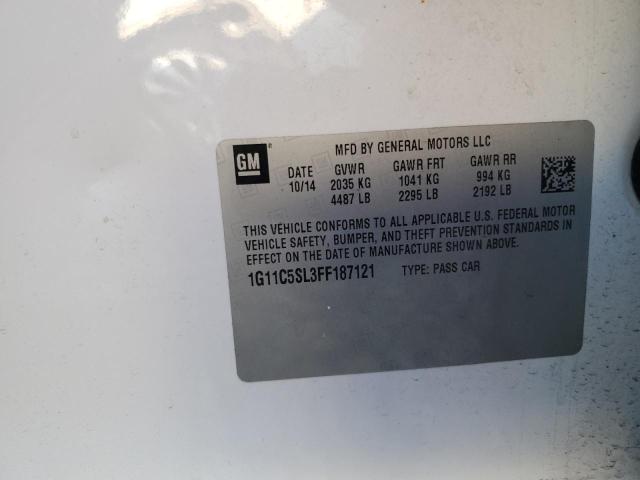 GM
MFD BY GENERAL MOTORS LLC
DATE GVWR GAWR FRT GAWR RR
10/14 2035 KG 1041 KG 994 KG
4487 LB 2295 LB 2192 LB
THIS VEHICLE CONFORMS TO ALL APPLICABLE U.S. FEDERAL MOTOR
VEHICLE SAFETY, BUMPER, AND THEFT PREVENTION STANDARDS IN
EFFECT ON THE DATE OF MANUFACTURE SHOWN ABOVE.
1G11C5SL3FF187121 TYPE: PASS CAR